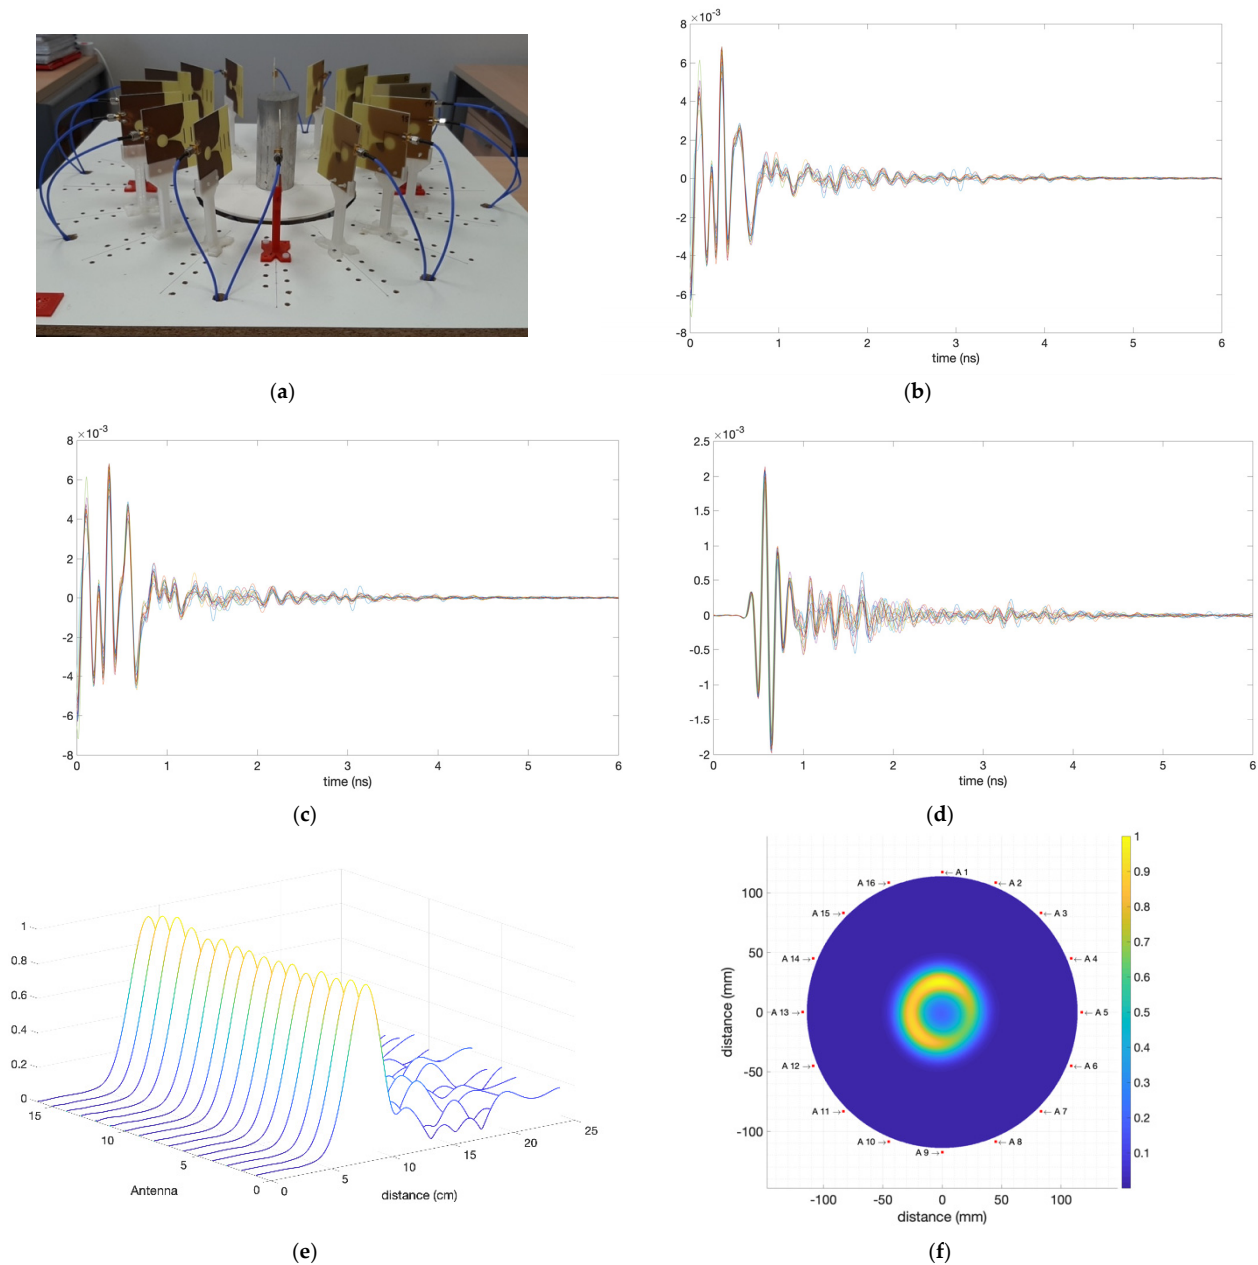 ×10⁻³
8
6
4
2
0
-2
-4
-6
-8
0 1 2 3 4 5 6
time (ns)
(a)
(b)
×10⁻³
8
6
4
2
0
-2
-4
-6
-8
0 1 2 3 4 5 6
time (ns)
(c)
×10⁻³
2.5
2
1.5
1
0.5
0
-0.5
-1
-1.5
-2
0 1 2 3 4 5 6
time (ns)
(d)
1
0.8
0.6
0.4
0.2
0
15
10
5
0
Antenna
0
5
10
15
20
25
distance (cm)
(e)
A 1
A 2
A 3
A 4
A 5
A 6
A 7
A 8
A 9
A 10
A 11
A 12
A 13
A 14
A 15
A 16
100
50
0
-50
-100
distance (mm)
-100 -50 0 50 100
distance (mm)
1
0.9
0.8
0.7
0.6
0.5
0.4
0.3
0.2
0.1
(f)